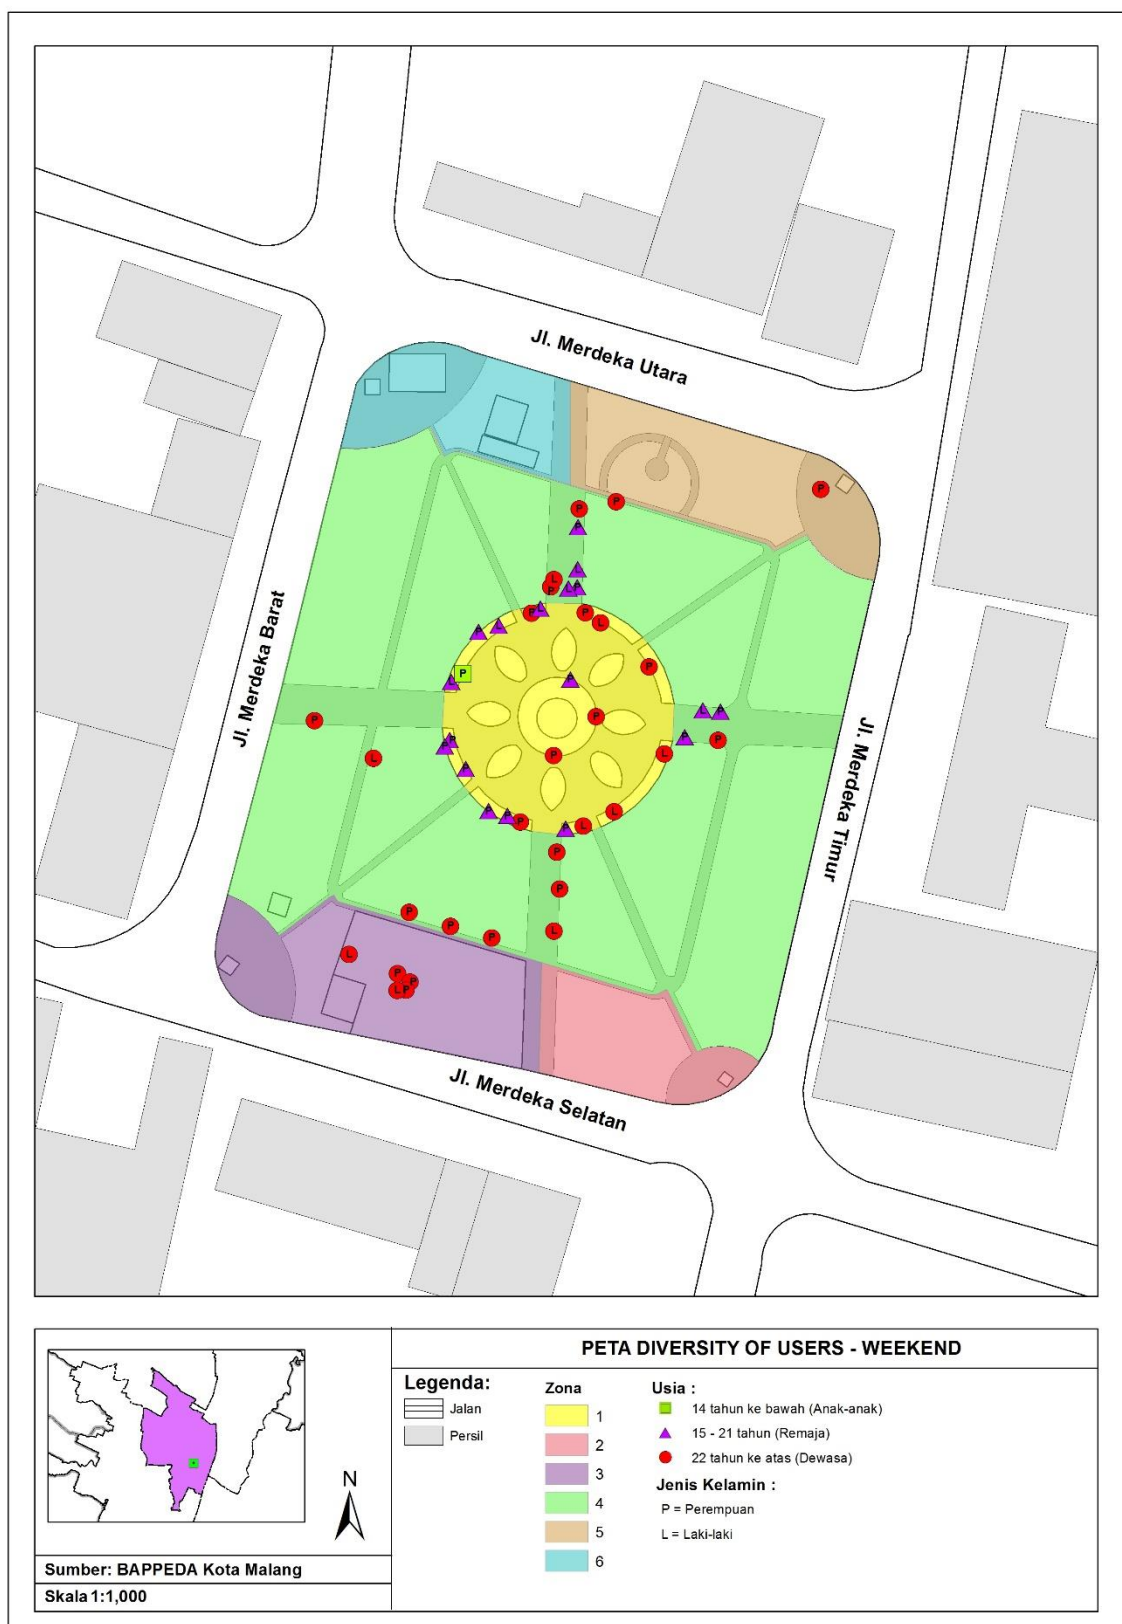 Jl. Merdeka Utara
P
P
P
P
L
L
P
L
P
P
L
P
P
L
L
P
P
P
L
P
L
P
P
L
P
P
P
L
P
L
P
P
P
P
P
P
P
L
L
P
P
P
L
P
P
P
L
P
P
L
P
Jl. Merdeka Barat
Jl. Merdeka Timur
Jl. Merdeka Selatan
PETA DIVERSITY OF USERS - WEEKEND
Legenda:
Jalan
Persil
Zona
1
2
3
4
5
6
Usia :
14 tahun ke bawah (Anak-anak)
15 - 21 tahun (Remaja)
22 tahun ke atas (Dewasa)
Jenis Kelamin :
P = Perempuan
L = Laki-laki
N
Sumber: BAPPEDA Kota Malang
Skala 1:1,000